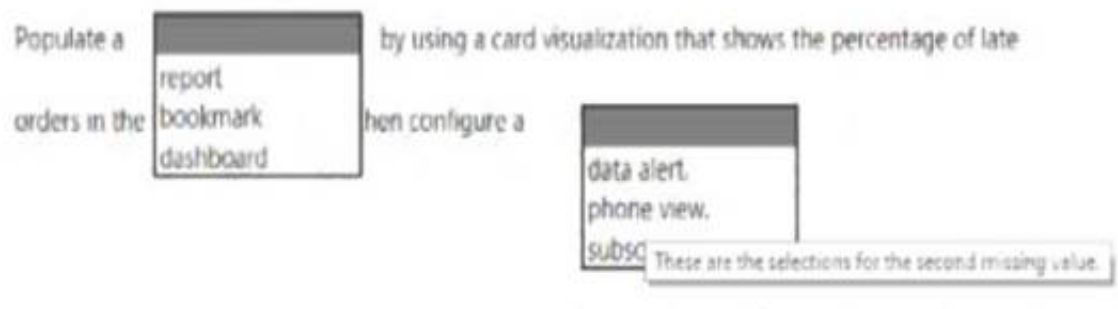 Populate a
by using a card visualization that shows the percentage of late
report
orders in the
bookmark
hen configure a
dashboard
data alert.
phone view.
subsc
These are the selections for the second missing value.